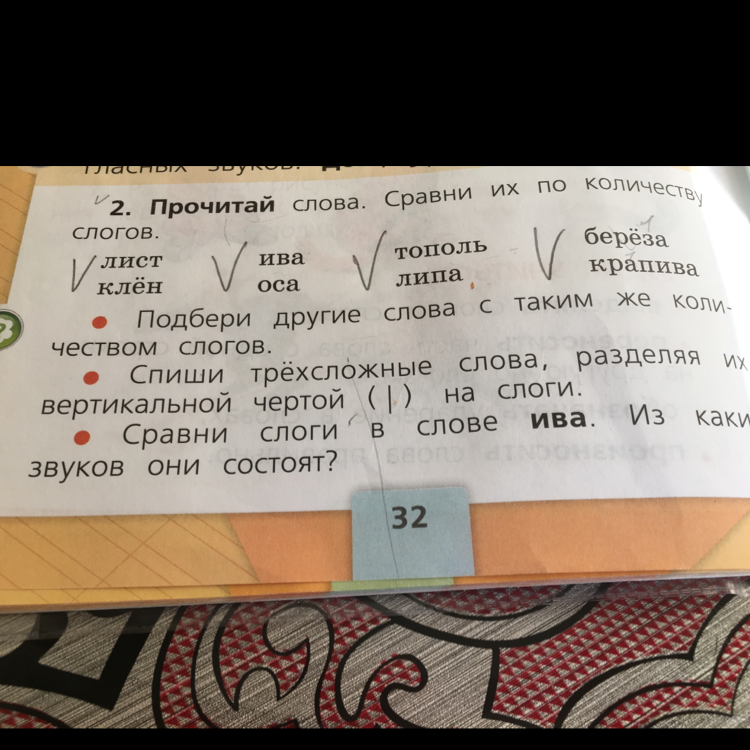 гласных звуков.
2. Прочитай слова. Сравни их по количеству
слогов.
лист ива тополь берёза
клён оса липа крапива
• Подбери другие слова с таким же коли-
чеством слогов.
• Спиши трёхсложные слова, разделяя их
вертикальной чертой (|) на слоги.
• Сравни слоги в слове ива. Из каки
звуков они состоят?
32